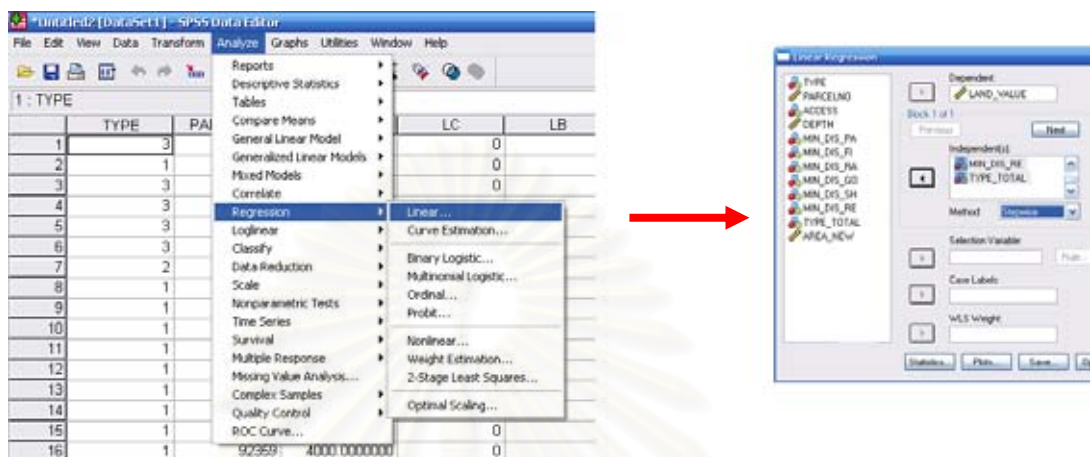 *Untitled2 [DataSet1] - SPSS Data Editor
File Edit View Data Transform Analyze Graphs Utilities Window Help
1 : TYPE
TYPE LC LB
1 3 0
2 1 0
3 3 0
4 3
5 3
6 3
7 2
8 1
9 1
10 1
11 1
12 1
13 1
14 1
15 1 0
16 1 92359 4000.0000000 0
Reports
Descriptive Statistics
Tables
Compare Means
General Linear Model
Generalized Linear Models
Mixed Models
Correlate
Regression
Loglinear
Classify
Data Reduction
Scale
Nonparametric Tests
Time Series
Survival
Multiple Response
Missing Value Analysis...
Complex Samples
Quality Control
ROC Curve...
Linear...
Curve Estimation...
Binary Logistic...
Multinomial Logistic...
Ordinal...
Probit...
Nonlinear...
Weight Estimation...
2-Stage Least Squares...
Optimal Scaling...
Linear Regression
TYPE
PARCELNO
ACCESS
DEPTH
MIN_DIS_PA
MIN_DIS_FI
MIN_DIS_RA
MIN_DIS_GO
MIN_DIS_SH
MIN_DIS_RE
TYPE_TOTAL
AREA_NEW
Dependent:
LAND_VALUE
Block 1 of 1
Previous Next
Independent(s):
MIN_DIS_RE
TYPE_TOTAL
Method: Stepwise
Selection Variable:
Rule...
Case Labels:
WLS Weight:
Statistics... Plots... Save...